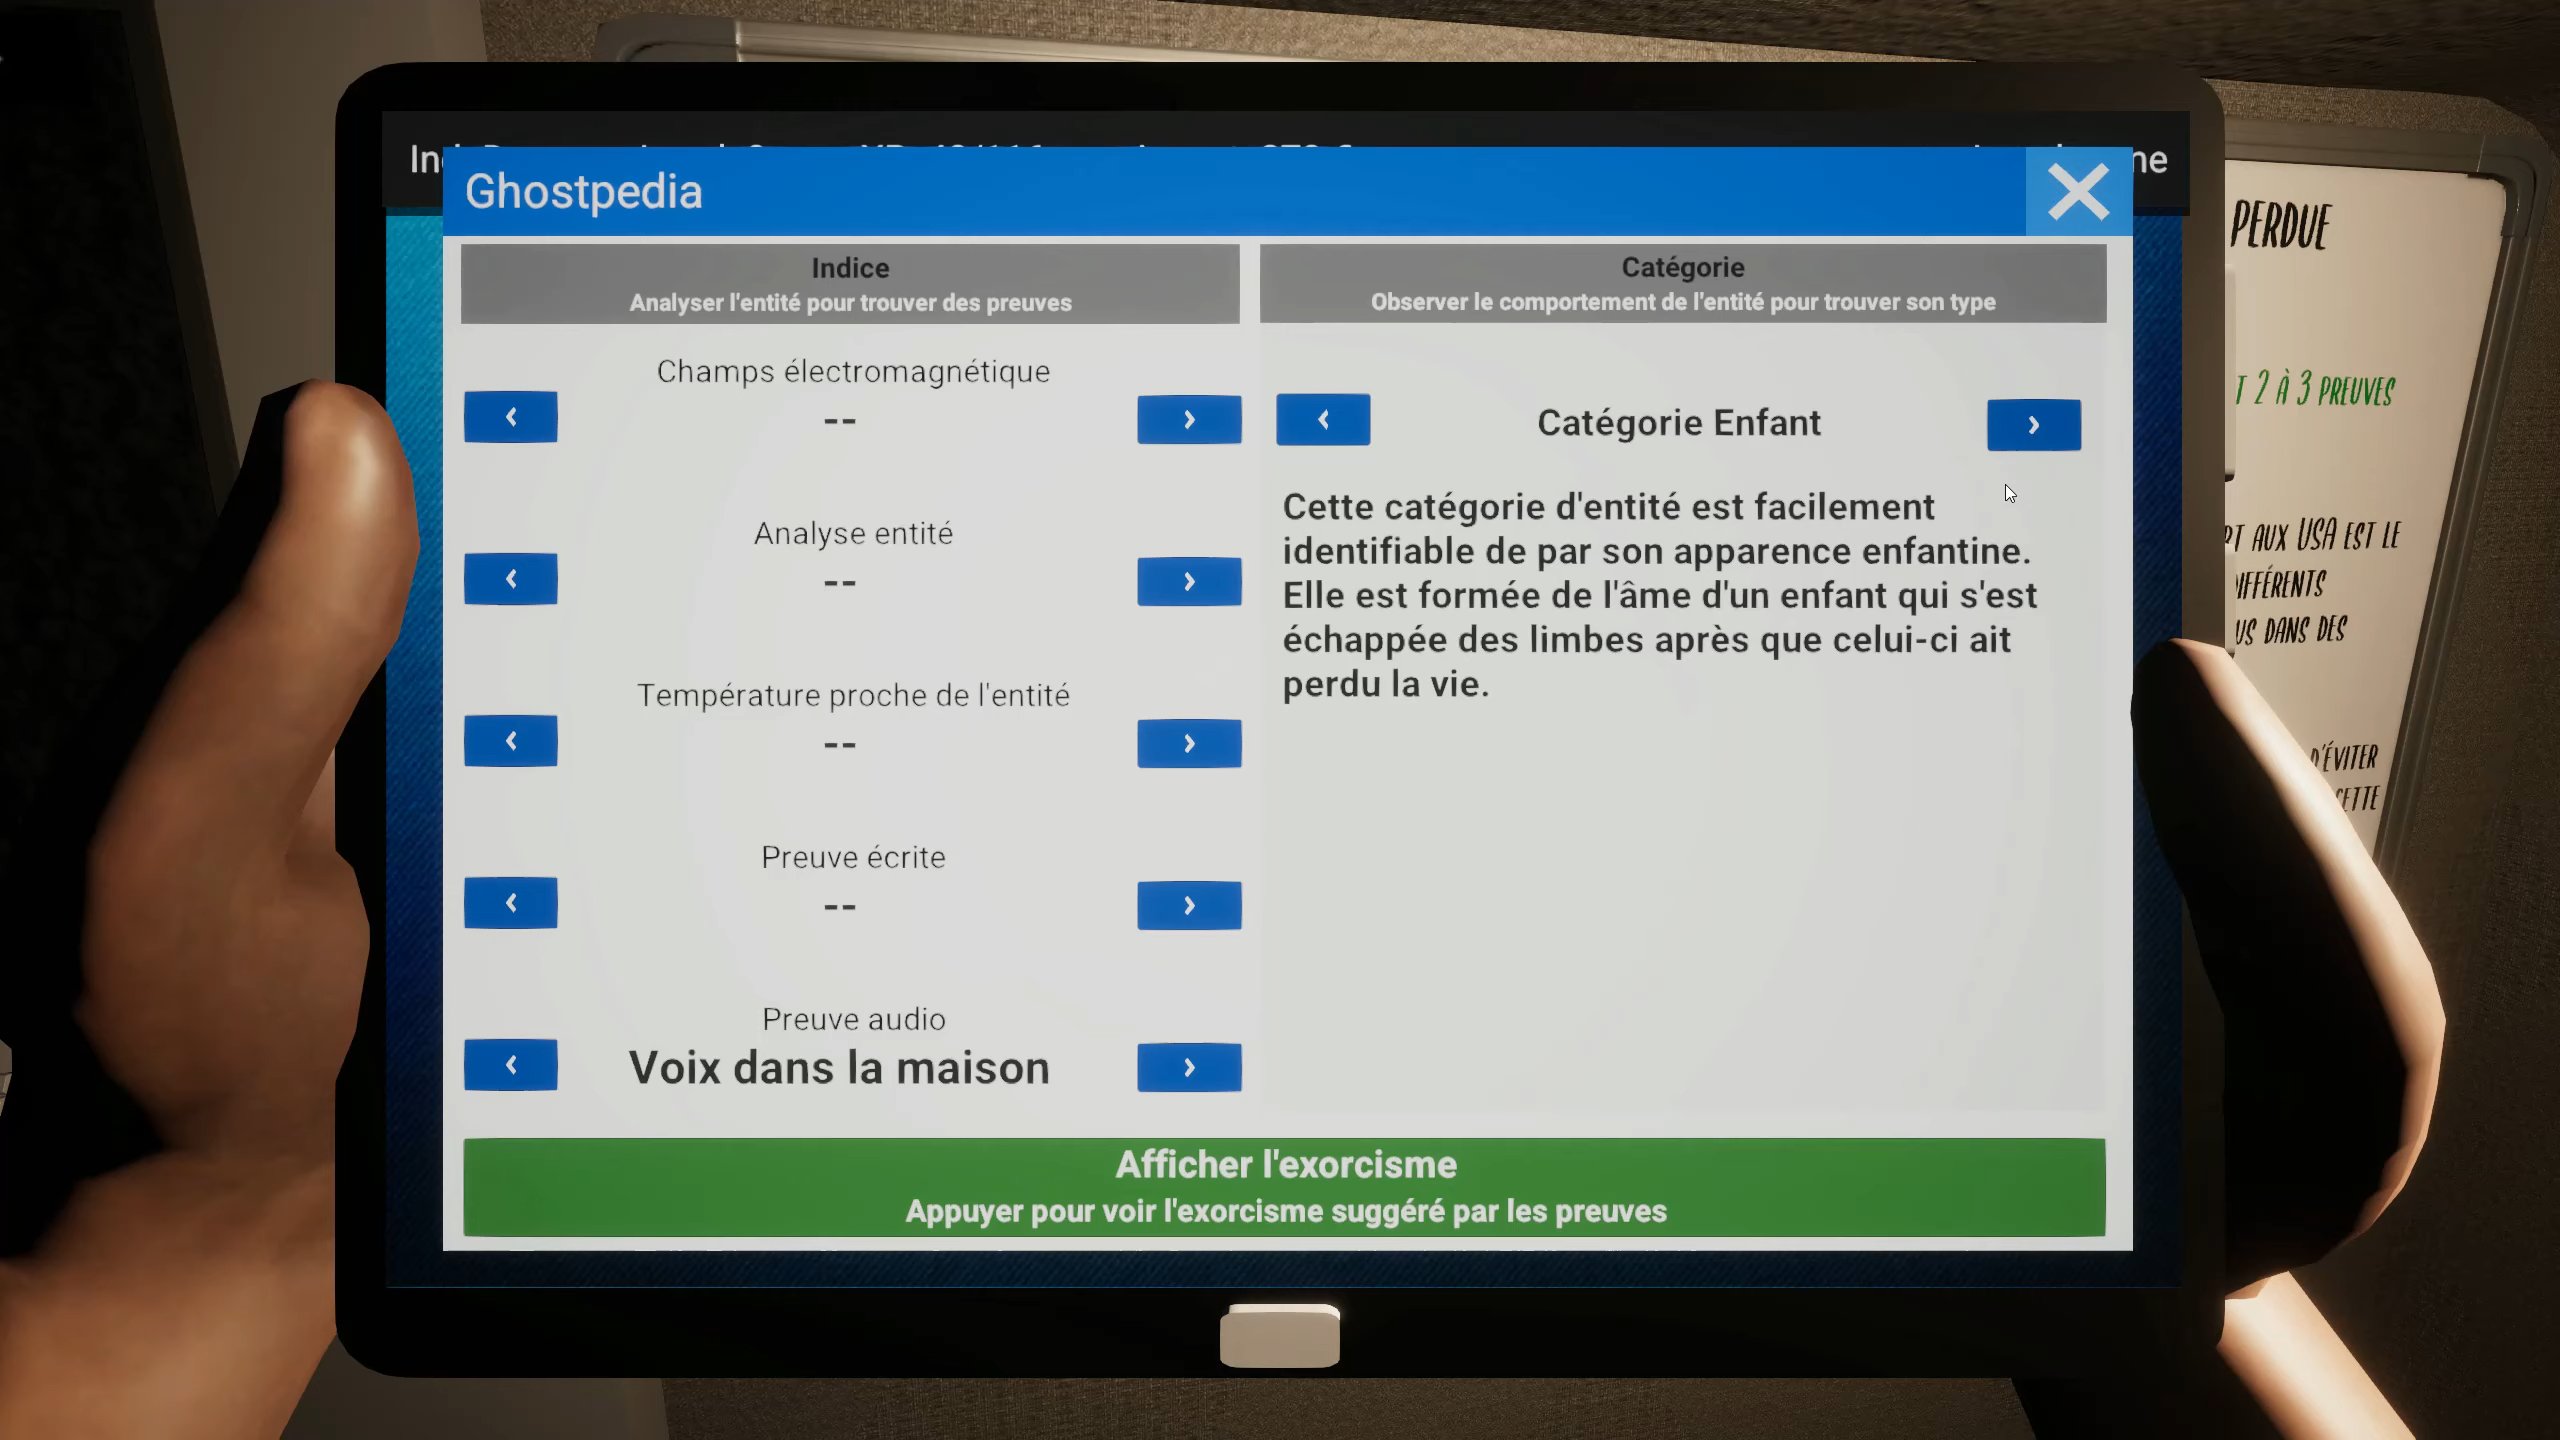 Ghostpedia
Indice
Analyser l'entité pour trouver des preuves
Champs électromagnétique
--
Analyse entité
--
Température proche de l'entité
--
Preuve écrite
--
Preuve audio
Voix dans la maison
Catégorie
Observer le comportement de l'entité pour trouver son type
Catégorie Enfant
Cette catégorie d'entité est facilement
identifiable de par son apparence enfantine.
Elle est formée de l'âme d'un enfant qui s'est
échappée des limbes après que celui-ci ait
perdu la vie.
Afficher l'exorcisme
Appuyer pour voir l'exorcisme suggéré par les preuves
PERDUE
2 À 3 PREUVES
AUX USA EST LE
DANS DES
D'ÉVITER